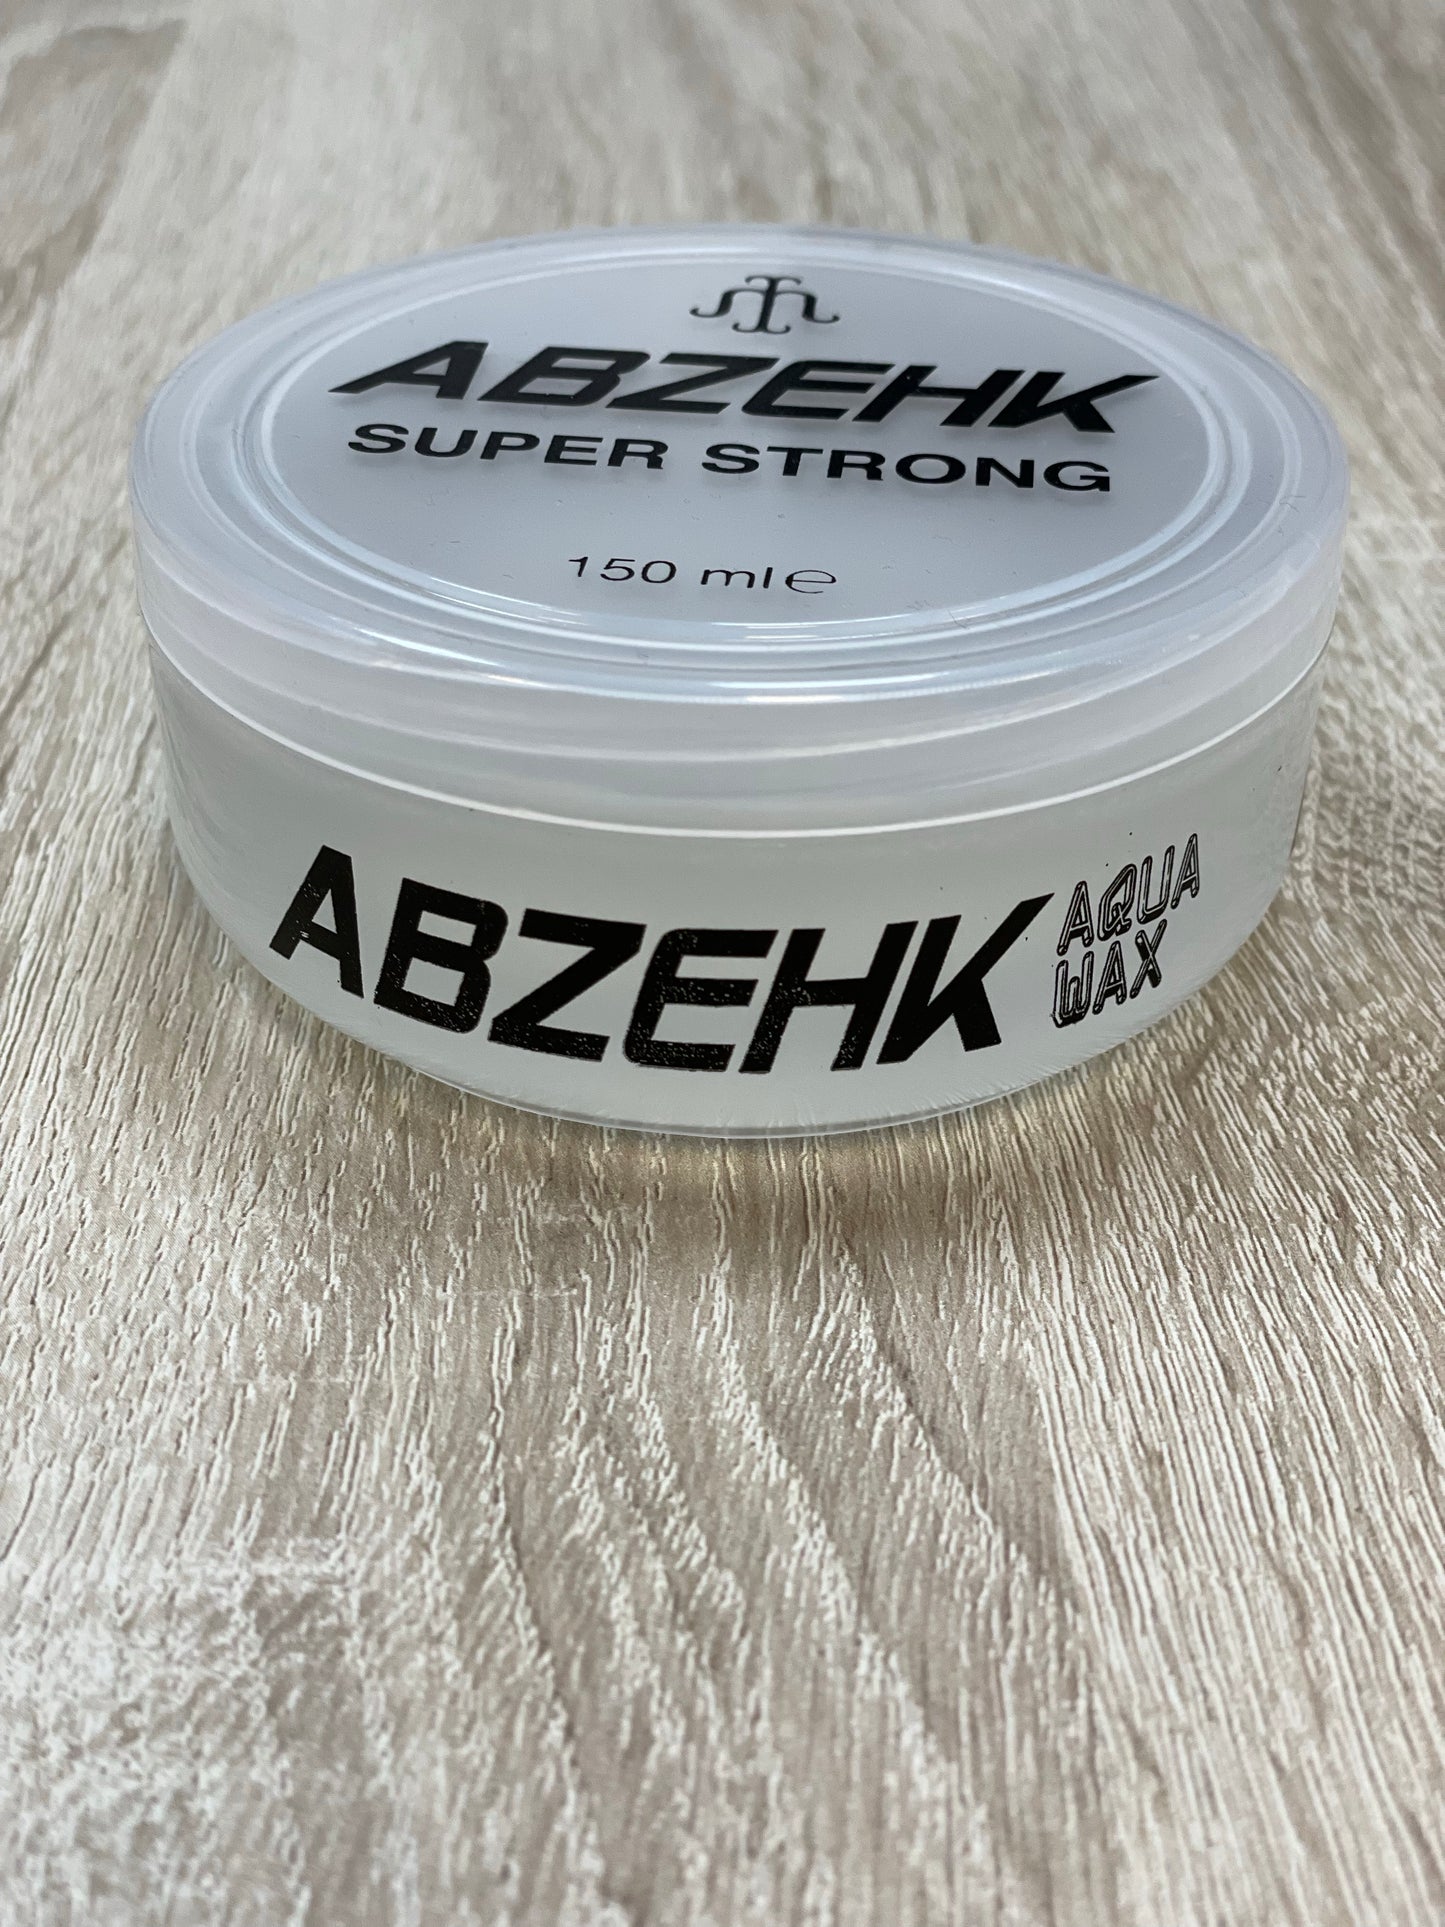 ABZEHK
SUPER STRONG
150 ml℮
ABZEHK
AQUA
WAX